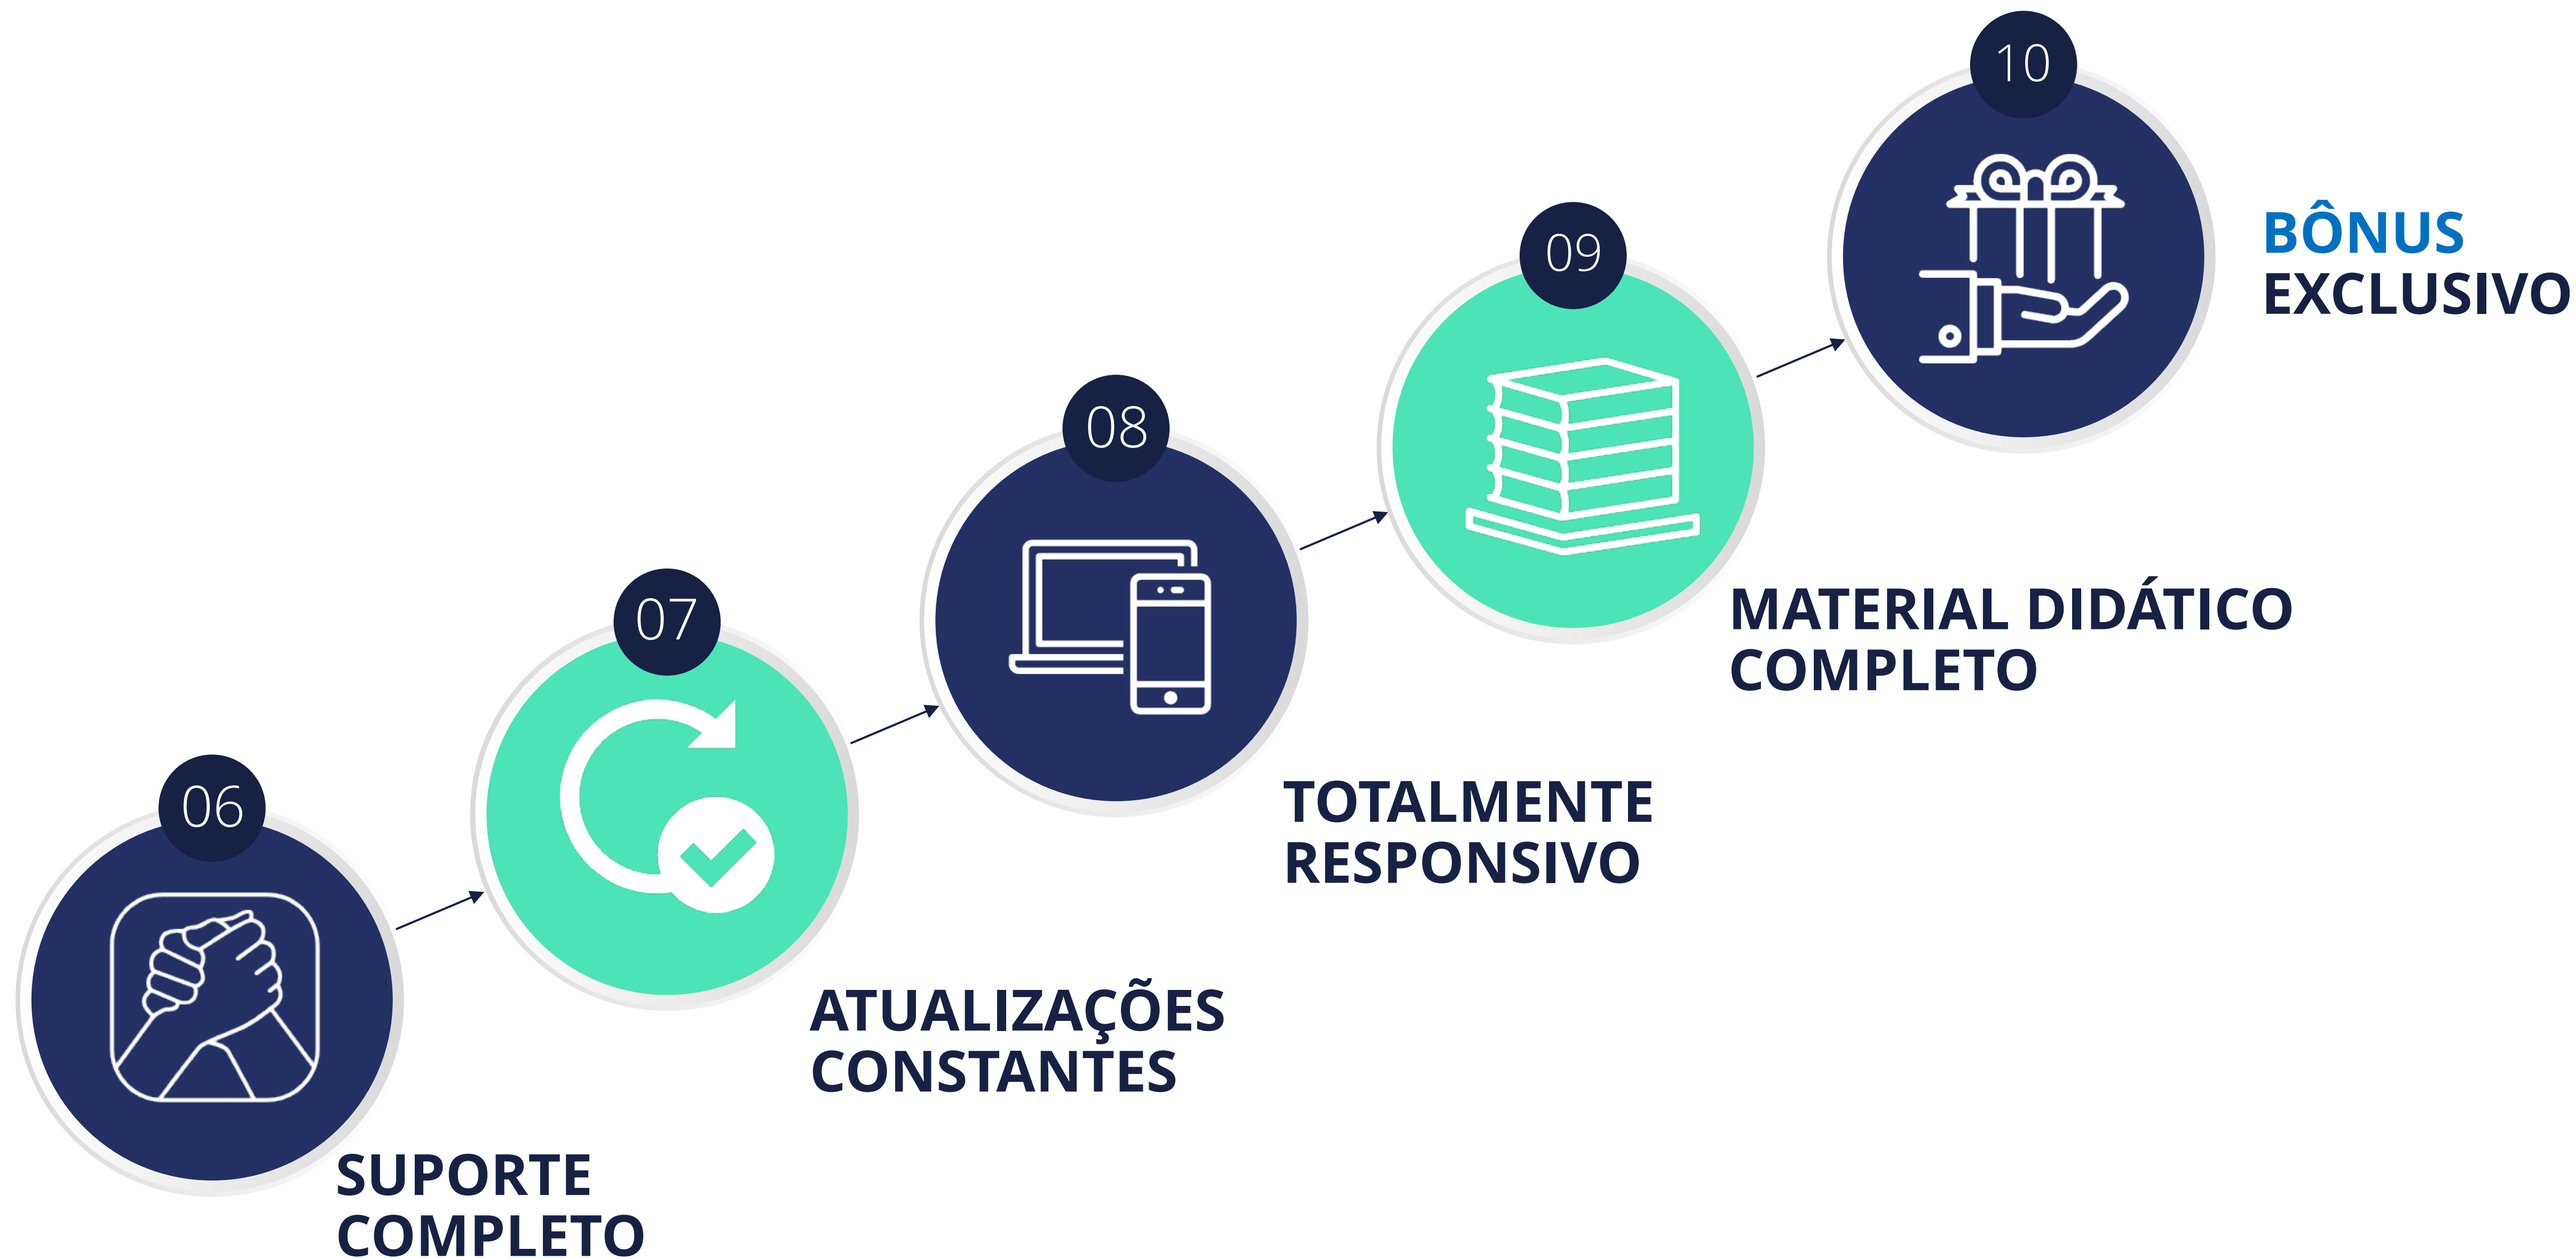 06
SUPORTE
COMPLETO
07
ATUALIZAÇÕES
CONSTANTES
08
TOTALMENTE
RESPONSIVO
09
MATERIAL DIDÁTICO
COMPLETO
10
BÔNUS
EXCLUSIVO